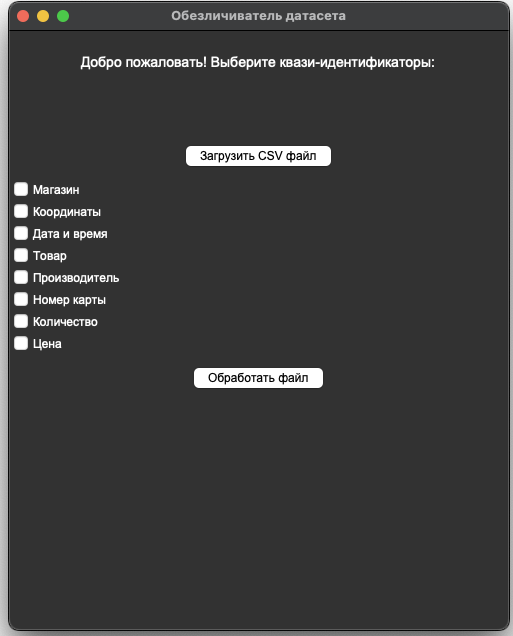 Обезличиватель датасета
Добро пожаловать! Выберите квази-идентификаторы:
Загрузить CSV файл
Магазин
Координаты
Дата и время
Товар
Производитель
Номер карты
Количество
Цена
Обработать файл